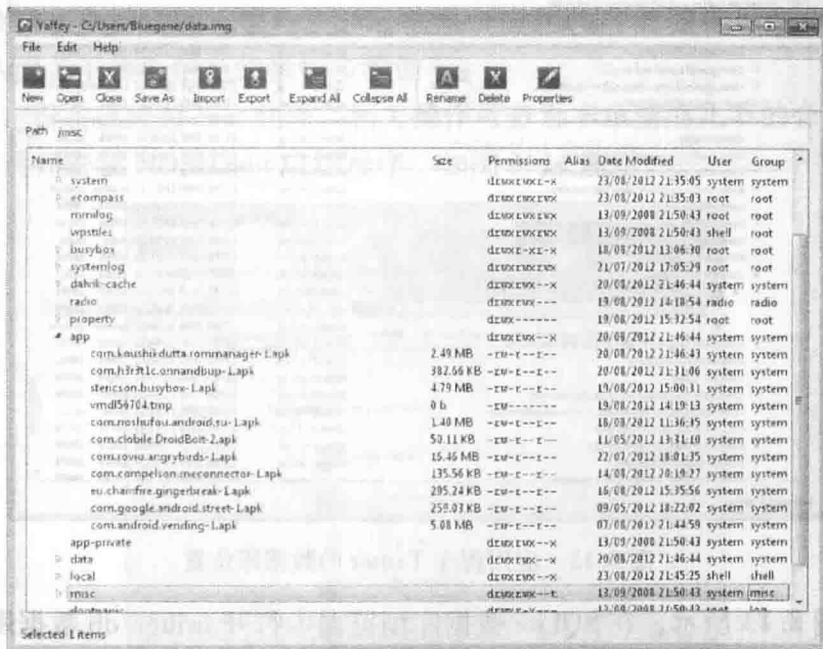 Yaffey - C:/Users/Bluegene/data.img
File Edit Help
New Open Close Save As Import Export Expand All Collapse All Rename Delete Properties
Path /misc
Name Size Permissions Alias Date Modified User Group
system drwxrwxr-x 23/08/2012 21:35:05 system system
ecompass drwxrwxrwx 23/08/2012 21:35:03 root root
mmilog drwxrwxrwx 13/09/2008 21:50:43 root root
wpstiles drwxrwxrwx 13/09/2008 21:50:43 shell root
busybox drwxr-xr-x 18/08/2012 13:06:30 root root
systemlog drwxrwxrwx 21/07/2012 17:05:29 root root
dalvik-cache drwxrwx--x 20/08/2012 21:46:44 system system
radio drwxrwx--- 19/08/2012 14:18:54 radio radio
property drwx------ 19/08/2012 15:32:54 root root
app drwxrwx--x 20/08/2012 21:46:44 system system
com.koushikdutta.rommanager-1.apk 2.49 MB -rw-r--r-- 20/08/2012 21:46:43 system system
com.h3r3t1c.onnandbup-1.apk 382.66 KB -rw-r--r-- 20/08/2012 21:31:06 system system
stericson.busybox-1.apk 4.79 MB -rw-r--r-- 19/08/2012 15:00:31 system system
vmdl56704.tmp 0 b -rw------- 19/08/2012 14:19:13 system system
com.noshufou.android.su-1.apk 1.40 MB -rw-r--r-- 18/08/2012 11:36:45 system system
com.clobile.DroidBolt-2.apk 50.11 KB -rw-r--r-- 11/05/2012 13:31:10 system system
com.rovio.angrybirds-1.apk 16.46 MB -rw-r--r-- 22/07/2012 18:01:35 system system
com.compelson.meconnector-1.apk 135.56 KB -rw-r--r-- 14/08/2012 20:19:27 system system
eu.chainfire.gingerbreak-1.apk 295.24 KB -rw-r--r-- 16/08/2012 15:35:56 system system
com.google.android.street-1.apk 259.03 KB -rw-r--r-- 09/05/2012 18:22:02 system system
com.android.vending-1.apk 5.08 MB -rw-r--r-- 07/08/2012 21:44:59 system system
app-private drwxrwx--x 13/09/2008 21:50:43 system system
data drwxrwx--x 20/08/2012 21:46:44 system system
local drwxrwx--x 23/08/2012 21:45:25 shell shell
misc drwxrwx--t 13/09/2008 21:50:43 system misc
dontpanic 13/09/2008 21:50:43 root log
Selected 1 items